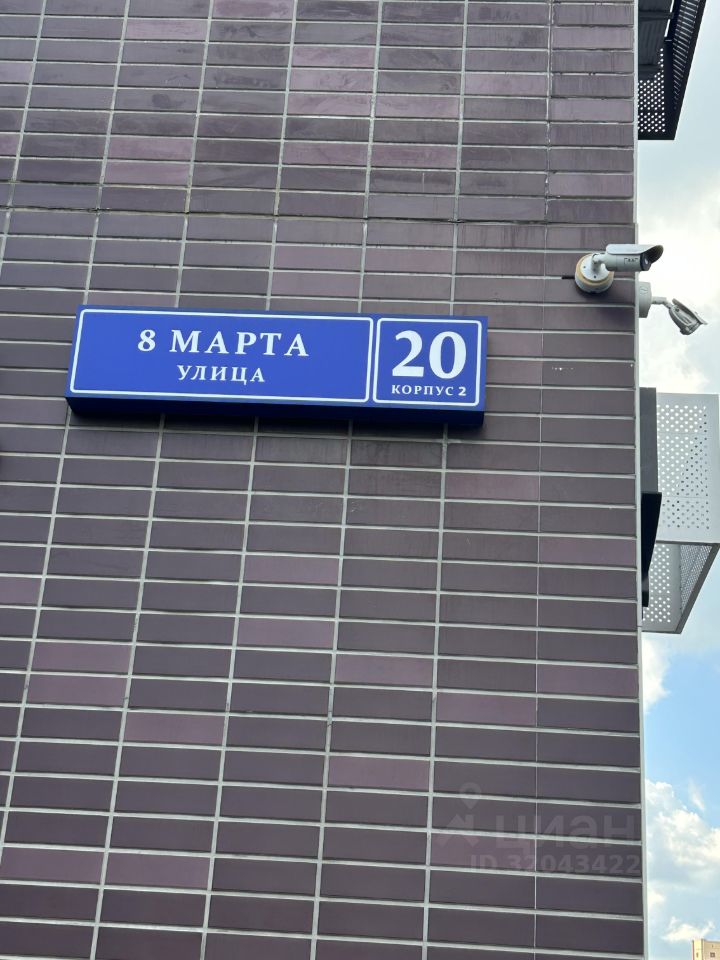 8 МАРТА
УЛИЦА
20
КОРПУС 2
циан
ID 32043422